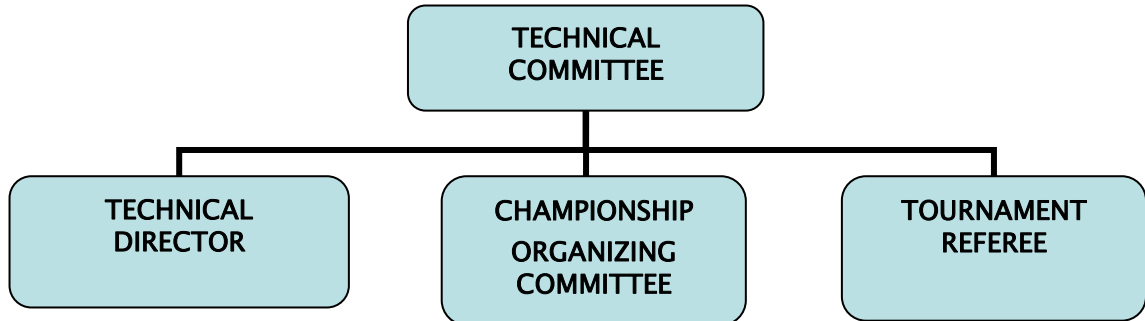 TECHNICAL
COMMITTEE
TECHNICAL
DIRECTOR
CHAMPIONSHIP
ORGANIZING
COMMITTEE
TOURNAMENT
REFEREE